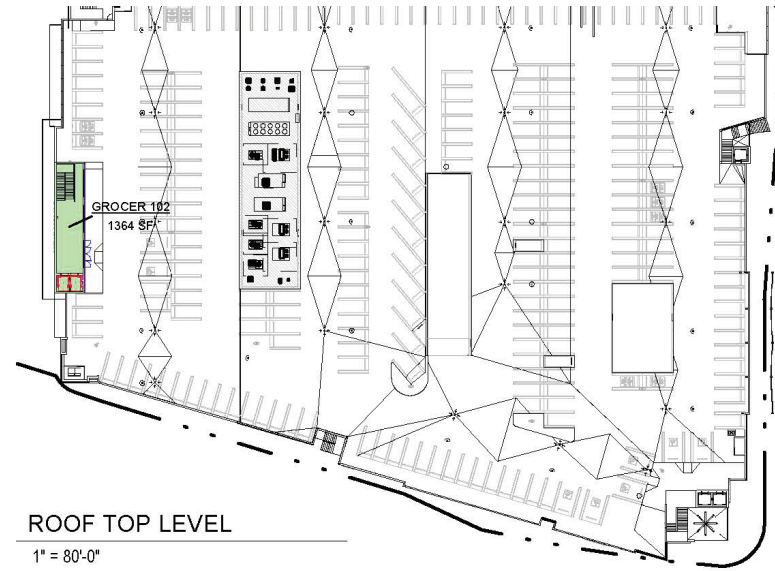 GROCER 102
1364 SF
ROOF TOP LEVEL
1" = 80'-0"